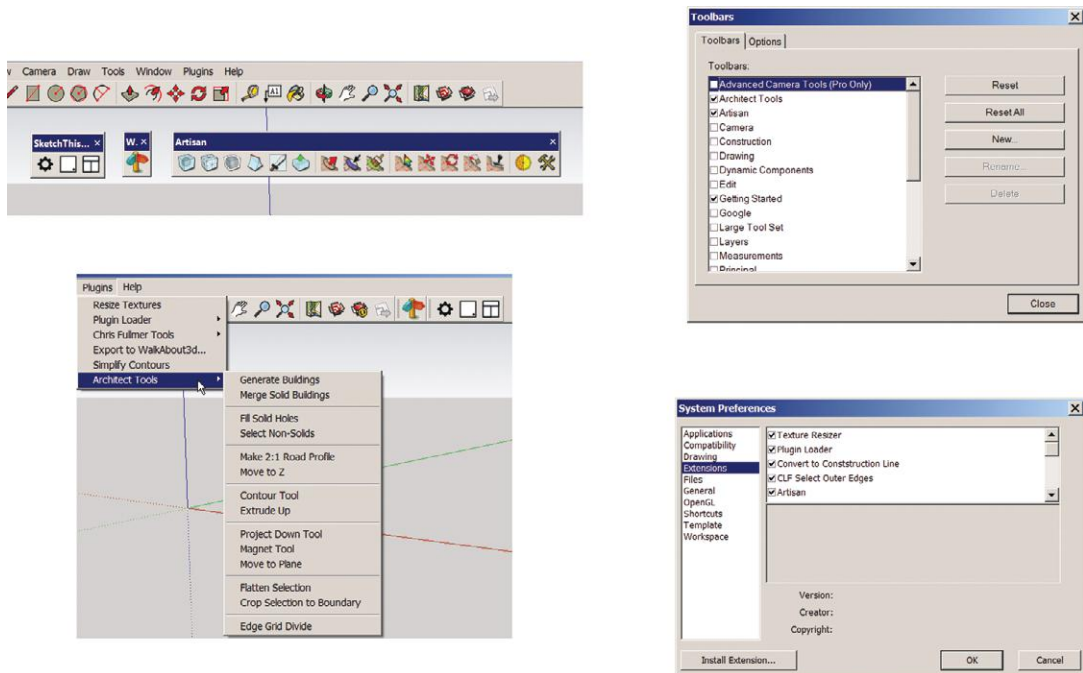 Camera Draw Tools Window Plugins Help
A1
SketchThis...
W.
Artisan
Plugins Help
Resize Textures
Plugin Loader
Chris Fullmer Tools
Export to WalkAbout3d...
Simplify Contours
Architect Tools
Generate Buildings
Merge Solid Buildings
Fill Solid Holes
Select Non-Solids
Make 2:1 Road Profile
Move to Z
Contour Tool
Extrude Up
Project Down Tool
Magnet Tool
Move to Plane
Flatten Selection
Crop Selection to Boundary
Edge Grid Divide
Toolbars
Toolbars Options
Toolbars:
Advanced Camera Tools (Pro Only)
Architect Tools
Artisan
Camera
Construction
Drawing
Dynamic Components
Edit
Getting Started
Google
Large Tool Set
Layers
Measurements
Principal
Reset
Reset All
New...
Rename...
Delete
Close
System Preferences
Applications
Compatibility
Drawing
Extensions
Files
General
OpenGL
Shortcuts
Template
Workspace
Texture Resizer
Plugin Loader
Convert to Conststruction Line
CLF Select Outer Edges
Artisan
Version:
Creator:
Copyright:
Install Extension...
OK
Cancel